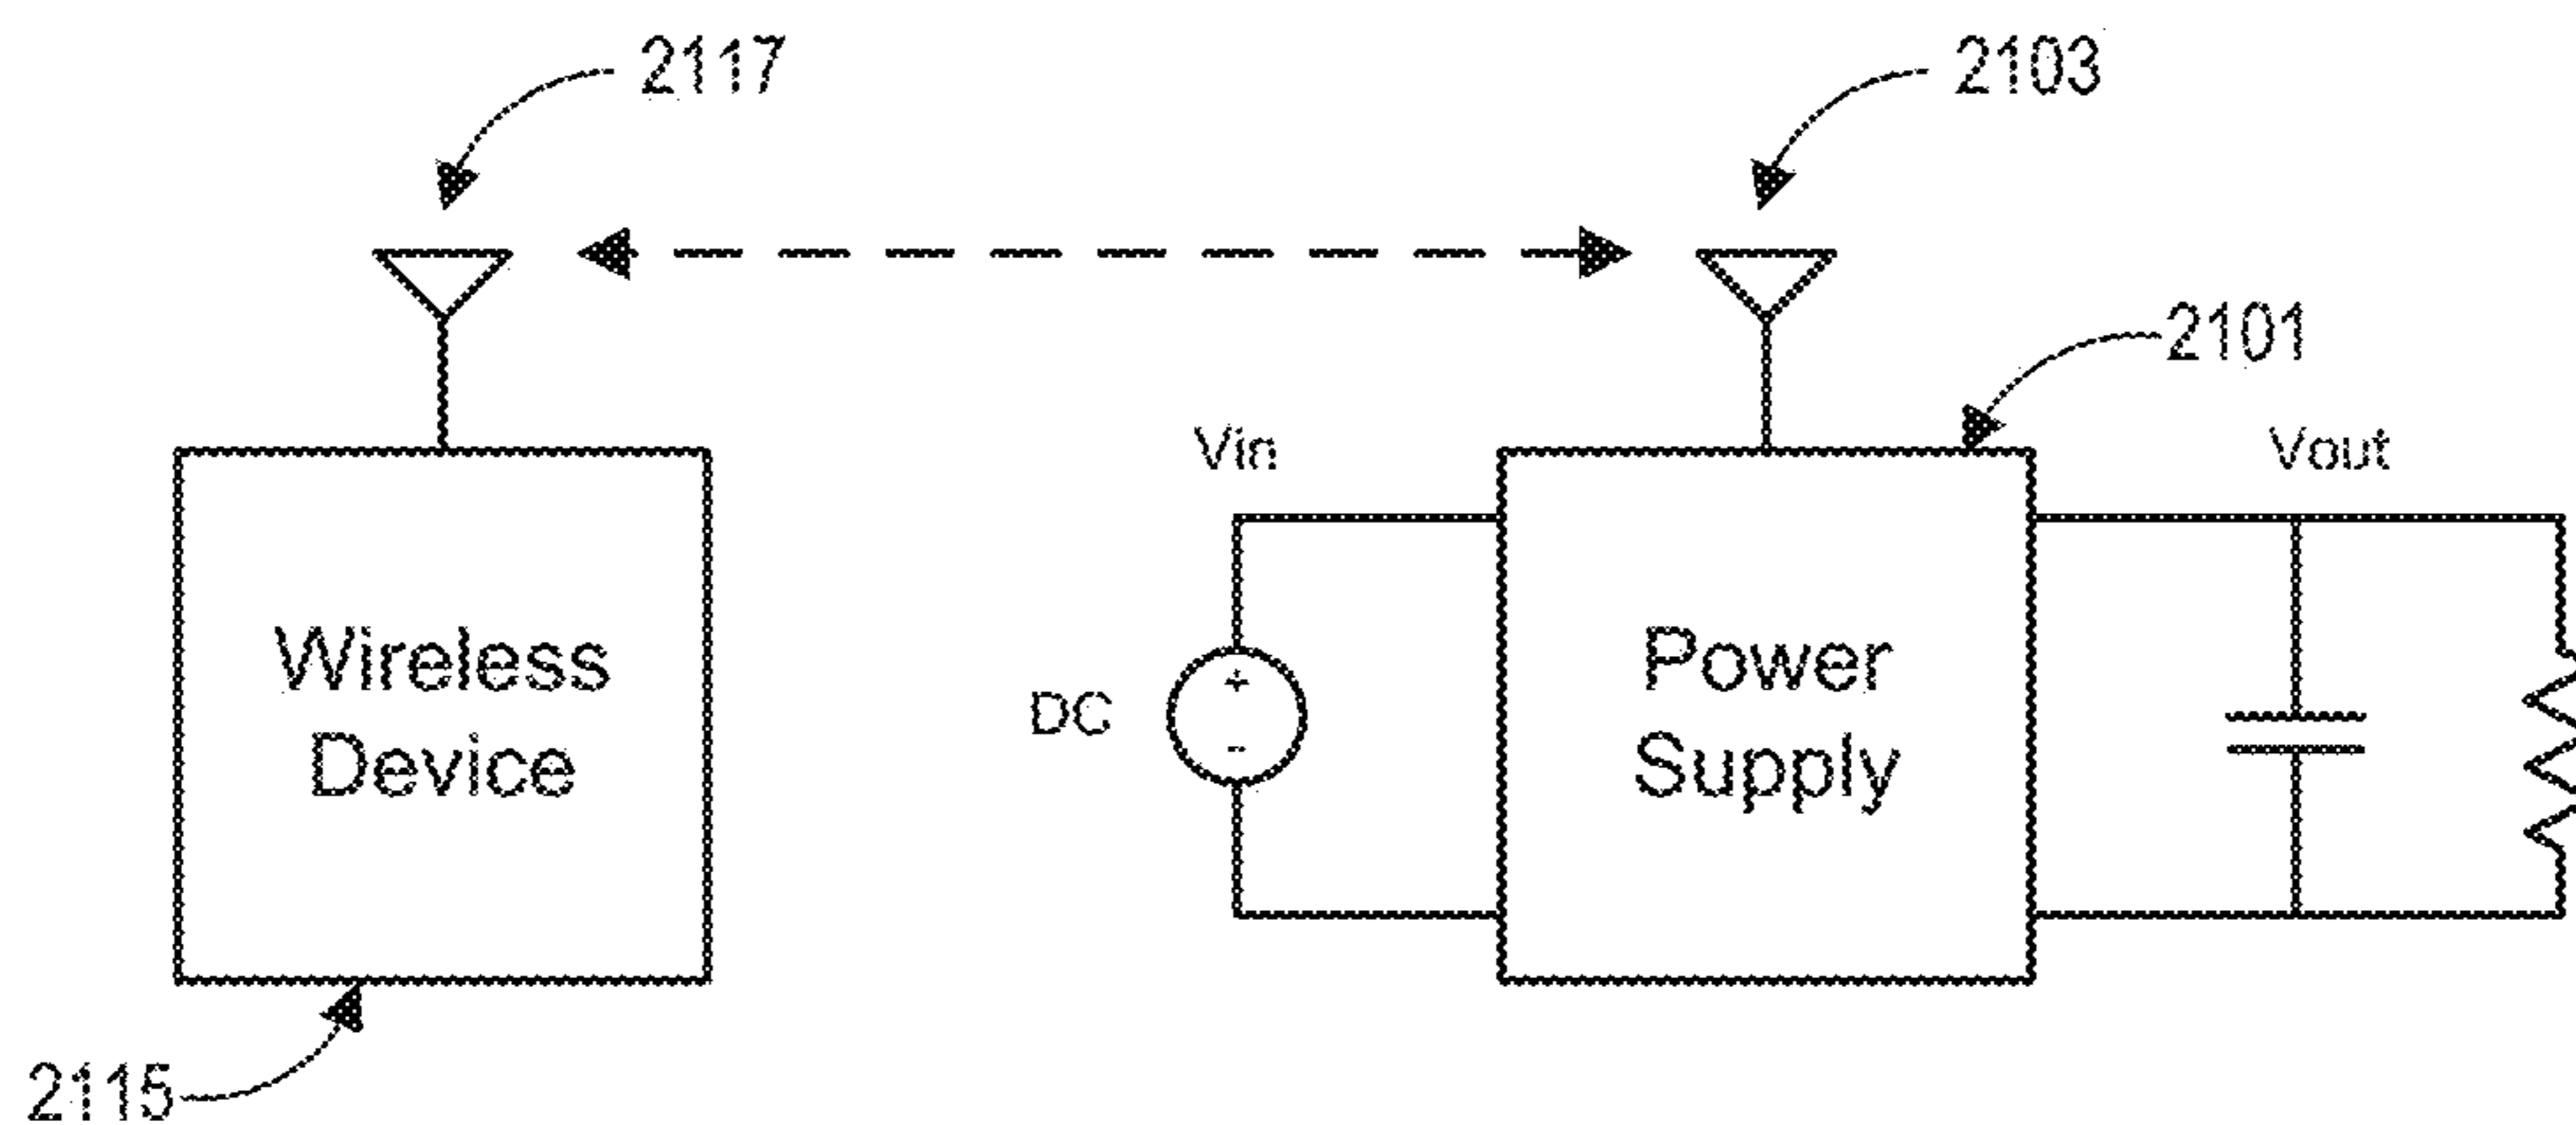 2117
2103
2101
Vin
Vout
Wireless
Device
DC
+
-
Power
Supply
2115